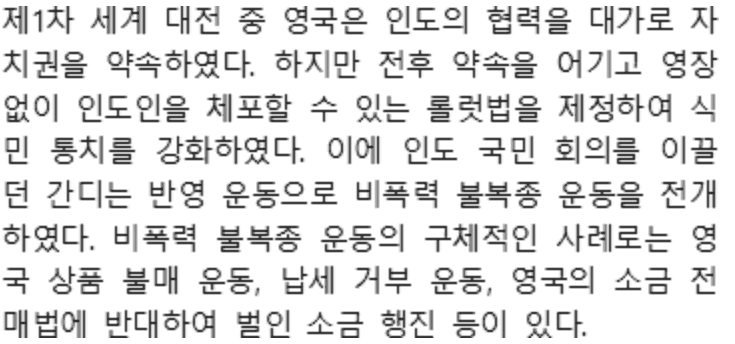 제1차 세계 대전 중 영국은 인도의 협력을 대가로 자
치권을 약속하였다. 하지만 전후 약속을 어기고 영장
없이 인도인을 체포할 수 있는 롤럿법을 제정하여 식
민 통치를 강화하였다. 이에 인도 국민 회의를 이끌
던 간디는 반영 운동으로 비폭력 불복종 운동을 전개
하였다. 비폭력 불복종 운동의 구체적인 사례로는 영
국 상품 불매 운동, 납세 거부 운동, 영국의 소금 전
매법에 반대하여 벌인 소금 행진 등이 있다.